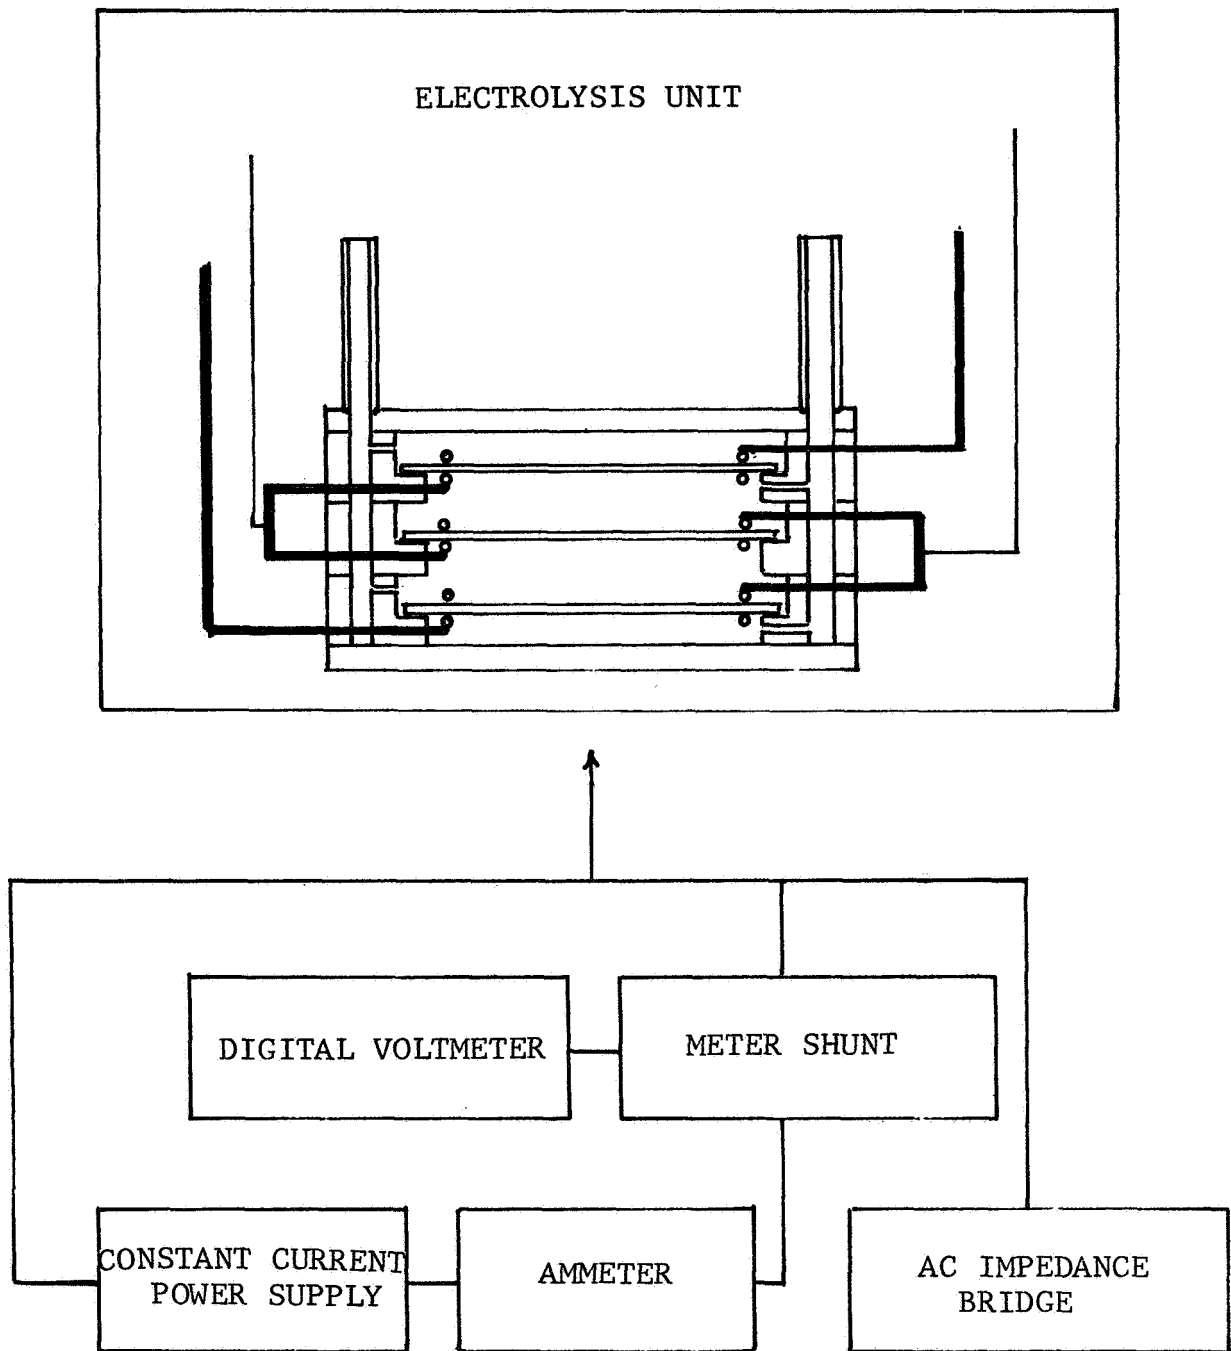 ELECTROLYSIS UNIT
DIGITAL VOLTMETER
METER SHUNT
CONSTANT CURRENT
POWER SUPPLY
AMMETER
AC IMPEDANCE
BRIDGE